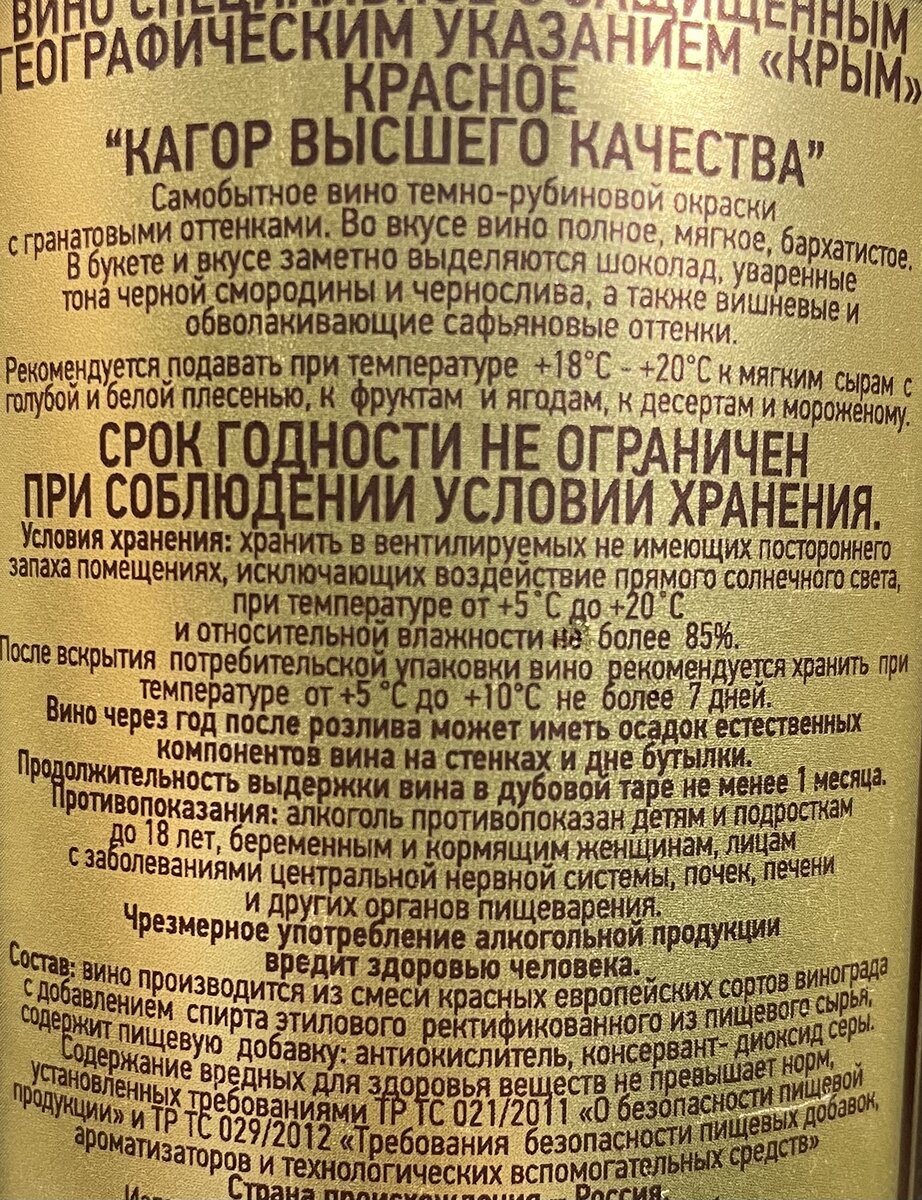 ВИНО СПЕЦИАЛЬНОЕ С ЗАЩИЩЕННЫМ
ГЕОГРАФИЧЕСКИМ УКАЗАНИЕМ «КРЫМ»
КРАСНОЕ
“КАГОР ВЫСШЕГО КАЧЕСТВА”
Самобытное вино темно-рубиновой окраски
с гранатовыми оттенками. Во вкусе вино полное, мягкое, бархатистое.
В букете и вкусе заметно выделяются шоколад, уваренные
тона черной смородины и чернослива, а также вишневые и
обволакивающие сафьяновые оттенки.
Рекомендуется подавать при температуре +18°С - +20°С к мягким сырам с
голубой и белой плесенью, к фруктам и ягодам, к десертам и мороженому.
СРОК ГОДНОСТИ НЕ ОГРАНИЧЕН
ПРИ СОБЛЮДЕНИИ УСЛОВИЙ ХРАНЕНИЯ.
Условия хранения: хранить в вентилируемых не имеющих постороннего
запаха помещениях, исключающих воздействие прямого солнечного света,
при температуре от +5°С до +20°С
и относительной влажности не более 85%.
После вскрытия потребительской упаковки вино рекомендуется хранить при
температуре от +5 °С до +10°С не более 7 дней.
Вино через год после розлива может иметь осадок естественных
компонентов вина на стенках и дне бутылки.
Продолжительность выдержки вина в дубовой таре не менее 1 месяца.
Противопоказания: алкоголь противопоказан детям и подросткам
до 18 лет, беременным и кормящим женщинам, лицам
с заболеваниями центральной нервной системы, почек, печени
и других органов пищеварения.
Чрезмерное употребление алкогольной продукции
вредит здоровью человека.
Состав: вино производится из смеси красных европейских сортов винограда
с добавлением спирта этилового ректификованного из пищевого сырья;
содержит пищевую добавку: антиокислитель, консервант- диоксид серы.
Содержание вредных для здоровья веществ не превышает норм,
установленных требованиями ТР ТС 021/2011 «О безопасности пищевой
продукции» и ТР ТС 029/2012 «Требования безопасности пищевых добавок,
ароматизаторов и технологических вспомогательных средств»
Страна происхождения – Россия.